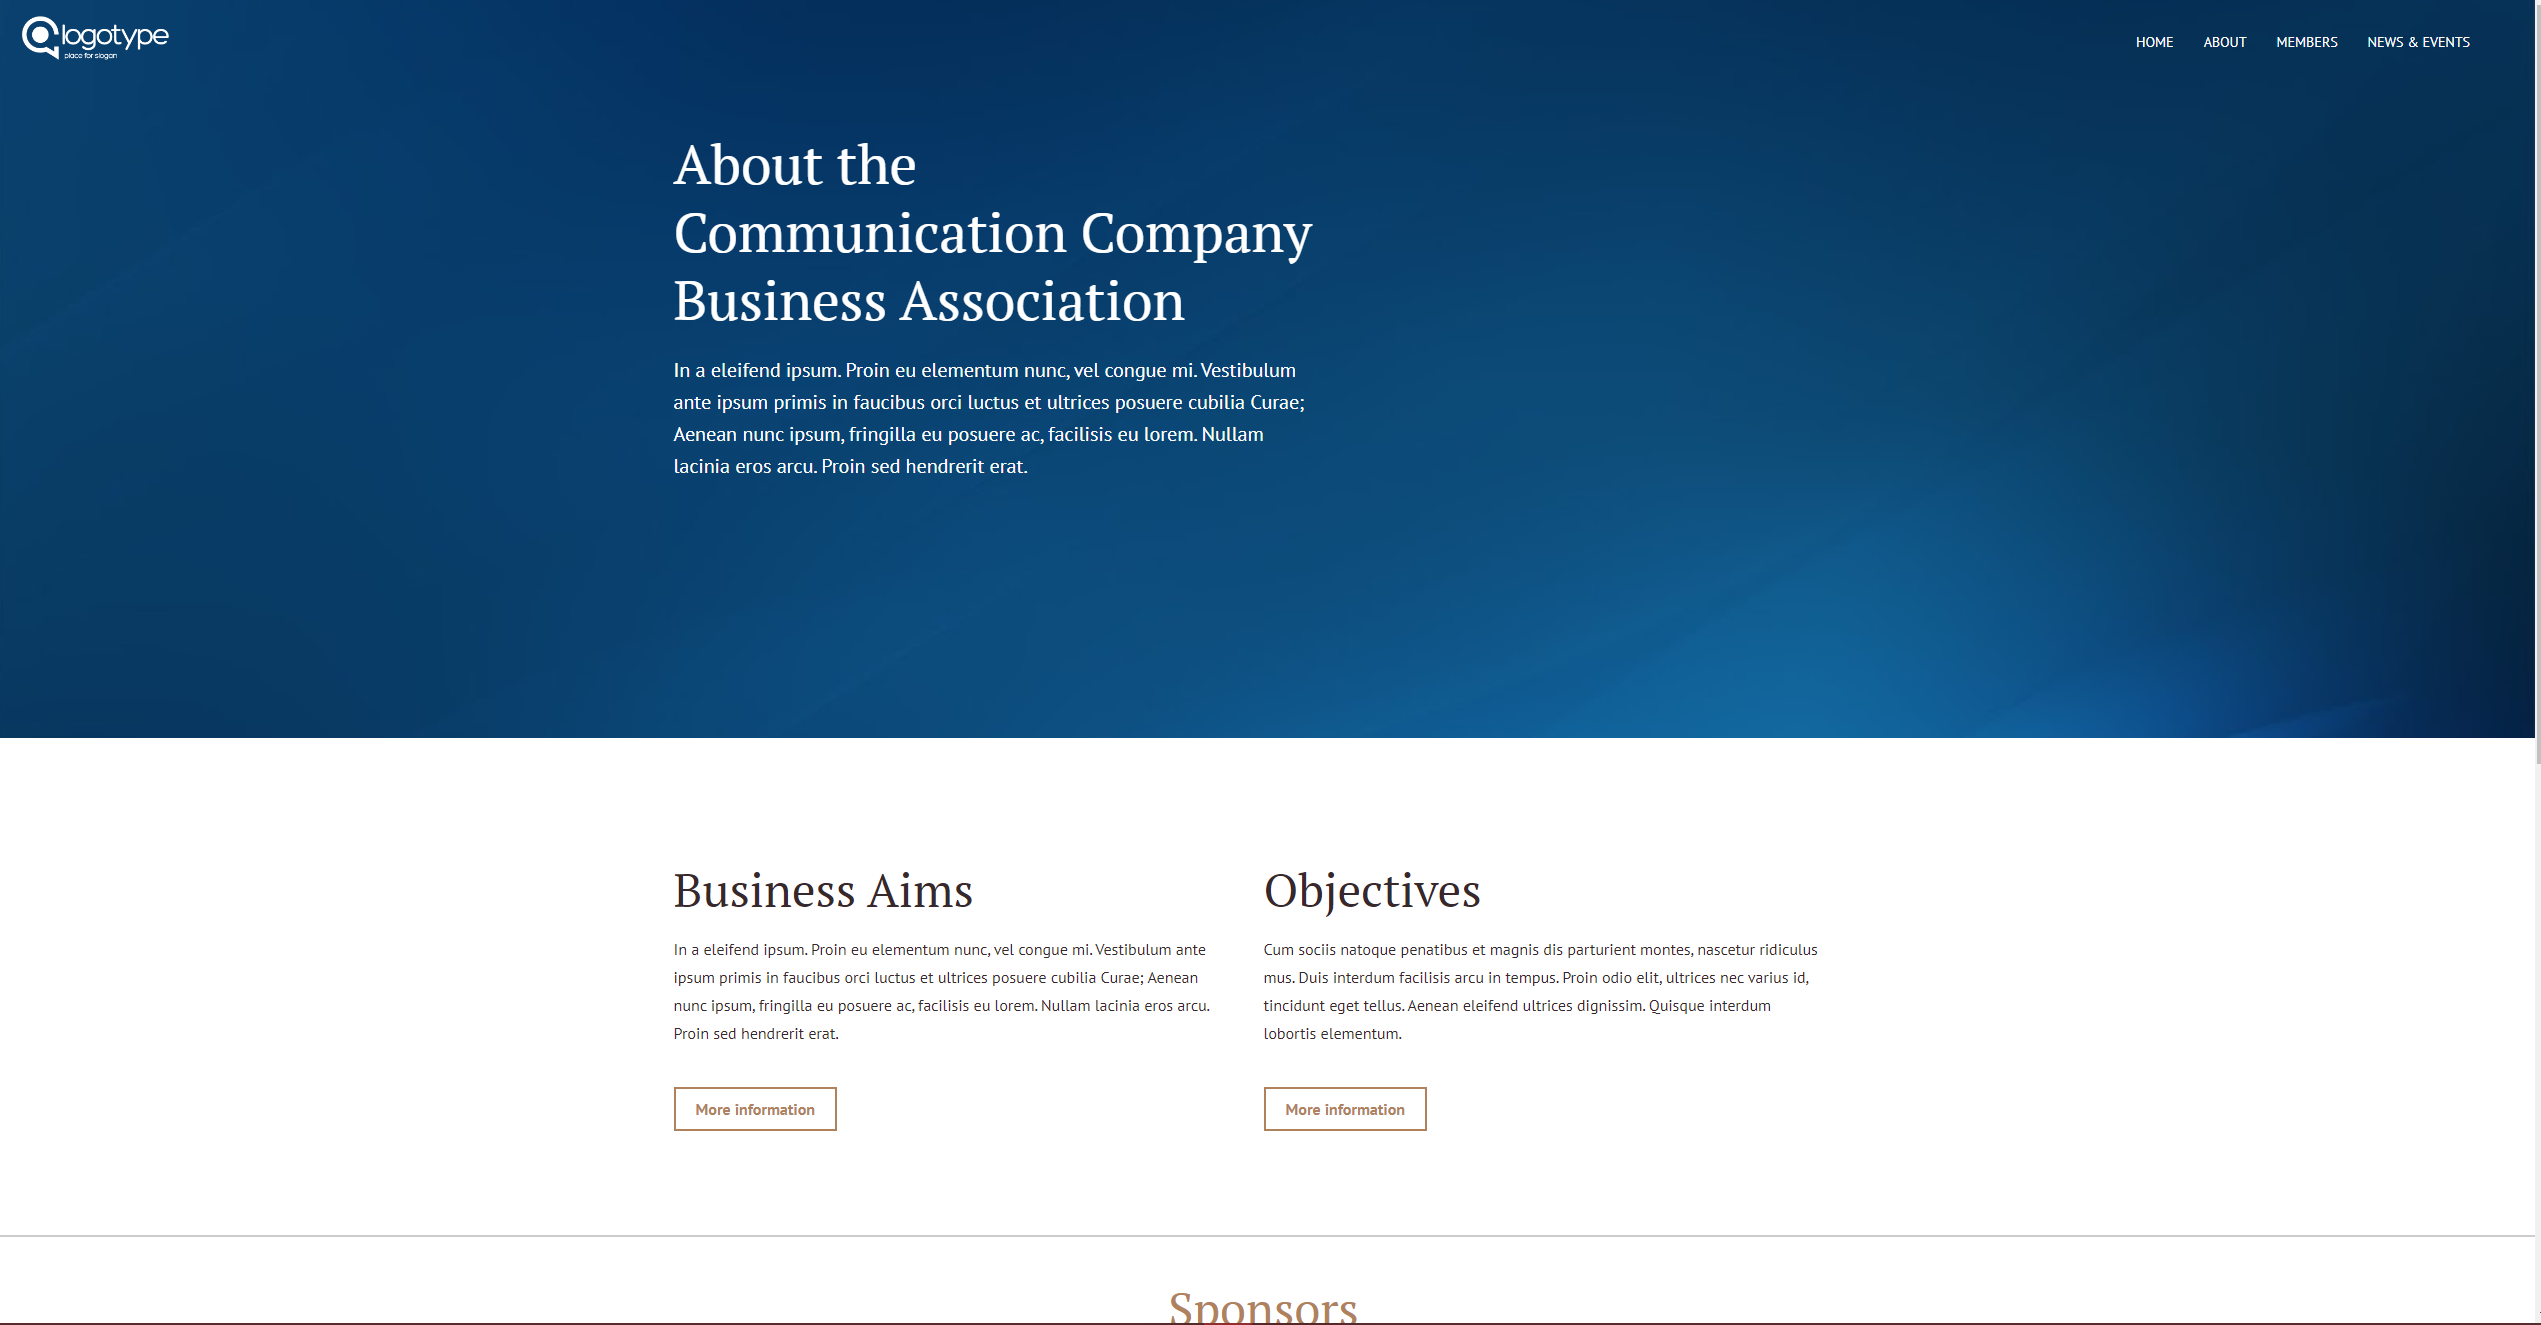 logotype
place for slogan
HOME ABOUT MEMBERS NEWS & EVENTS
About the
Communication Company
Business Association
In a eleifend ipsum. Proin eu elementum nunc, vel congue mi. Vestibulum
ante ipsum primis in faucibus orci luctus et ultrices posuere cubilia Curae;
Aenean nunc ipsum, fringilla eu posuere ac, facilisis eu lorem. Nullam
lacinia eros arcu. Proin sed hendrerit erat.
Business Aims
In a eleifend ipsum. Proin eu elementum nunc, vel congue mi. Vestibulum ante
ipsum primis in faucibus orci luctus et ultrices posuere cubilia Curae; Aenean
nunc ipsum, fringilla eu posuere ac, facilisis eu lorem. Nullam lacinia eros arcu.
Proin sed hendrerit erat.
More information
Objectives
Cum sociis natoque penatibus et magnis dis parturient montes, nascetur ridiculus
mus. Duis interdum facilisis arcu in tempus. Proin odio elit, ultrices nec varius id,
tincidunt eget tellus. Aenean eleifend ultrices dignissim. Quisque interdum
lobortis elementum.
More information
Sponsors